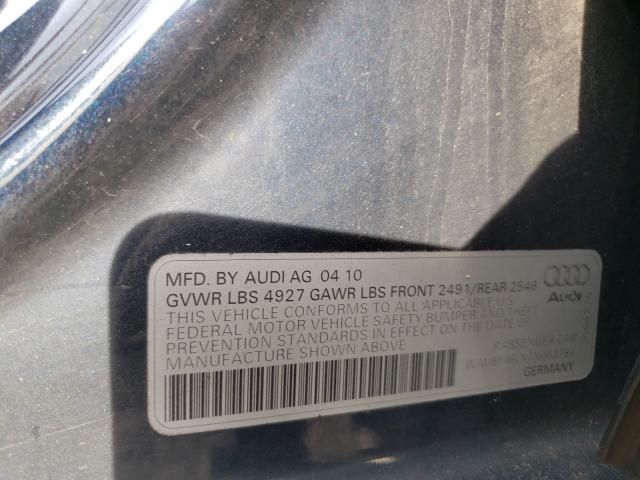 MFD. BY AUDI AG 04 10
GVWR LBS 4927 GAWR LBS FRONT 2491/REAR 2546
THIS VEHICLE CONFORMS TO ALL APPLICABLE U.S.
FEDERAL MOTOR VEHICLE SAFETY BUMPER AND THEFT
PREVENTION STANDARDS IN EFFECT ON THE DATE OF
MANUFACTURE SHOWN ABOVE
Audi
PASSENGER CAR
GERMANY